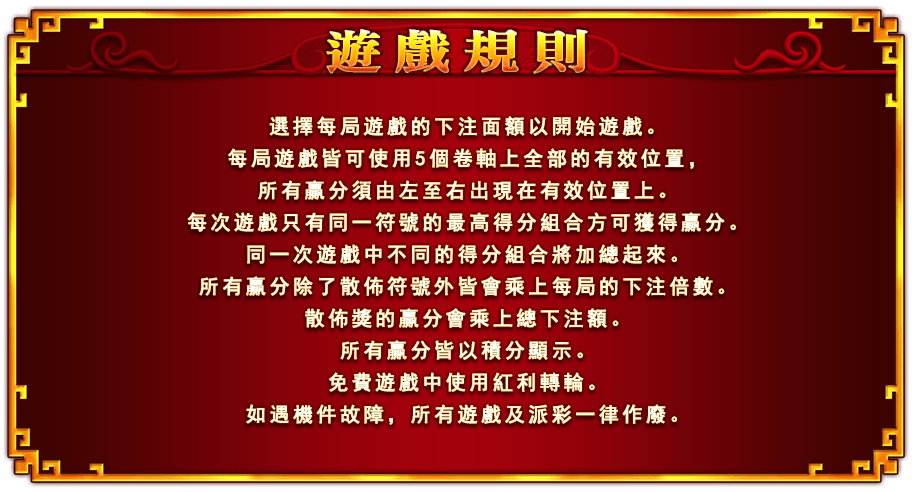 遊戲規則
選擇每局遊戲的下注面額以開始遊戲。
每局遊戲皆可使用5個卷軸上全部的有效位置，
所有贏分須由左至右出現在有效位置上。
每次遊戲只有同一符號的最高得分組合方可獲得贏分。
同一次遊戲中不同的得分組合將加總起來。
所有贏分除了散佈符號外皆會乘上每局的下注倍數。
散佈獎的贏分會乘上總下注額。
所有贏分皆以積分顯示。
免費遊戲中使用紅利轉輪。
如遇機件故障，所有遊戲及派彩一律作廢。